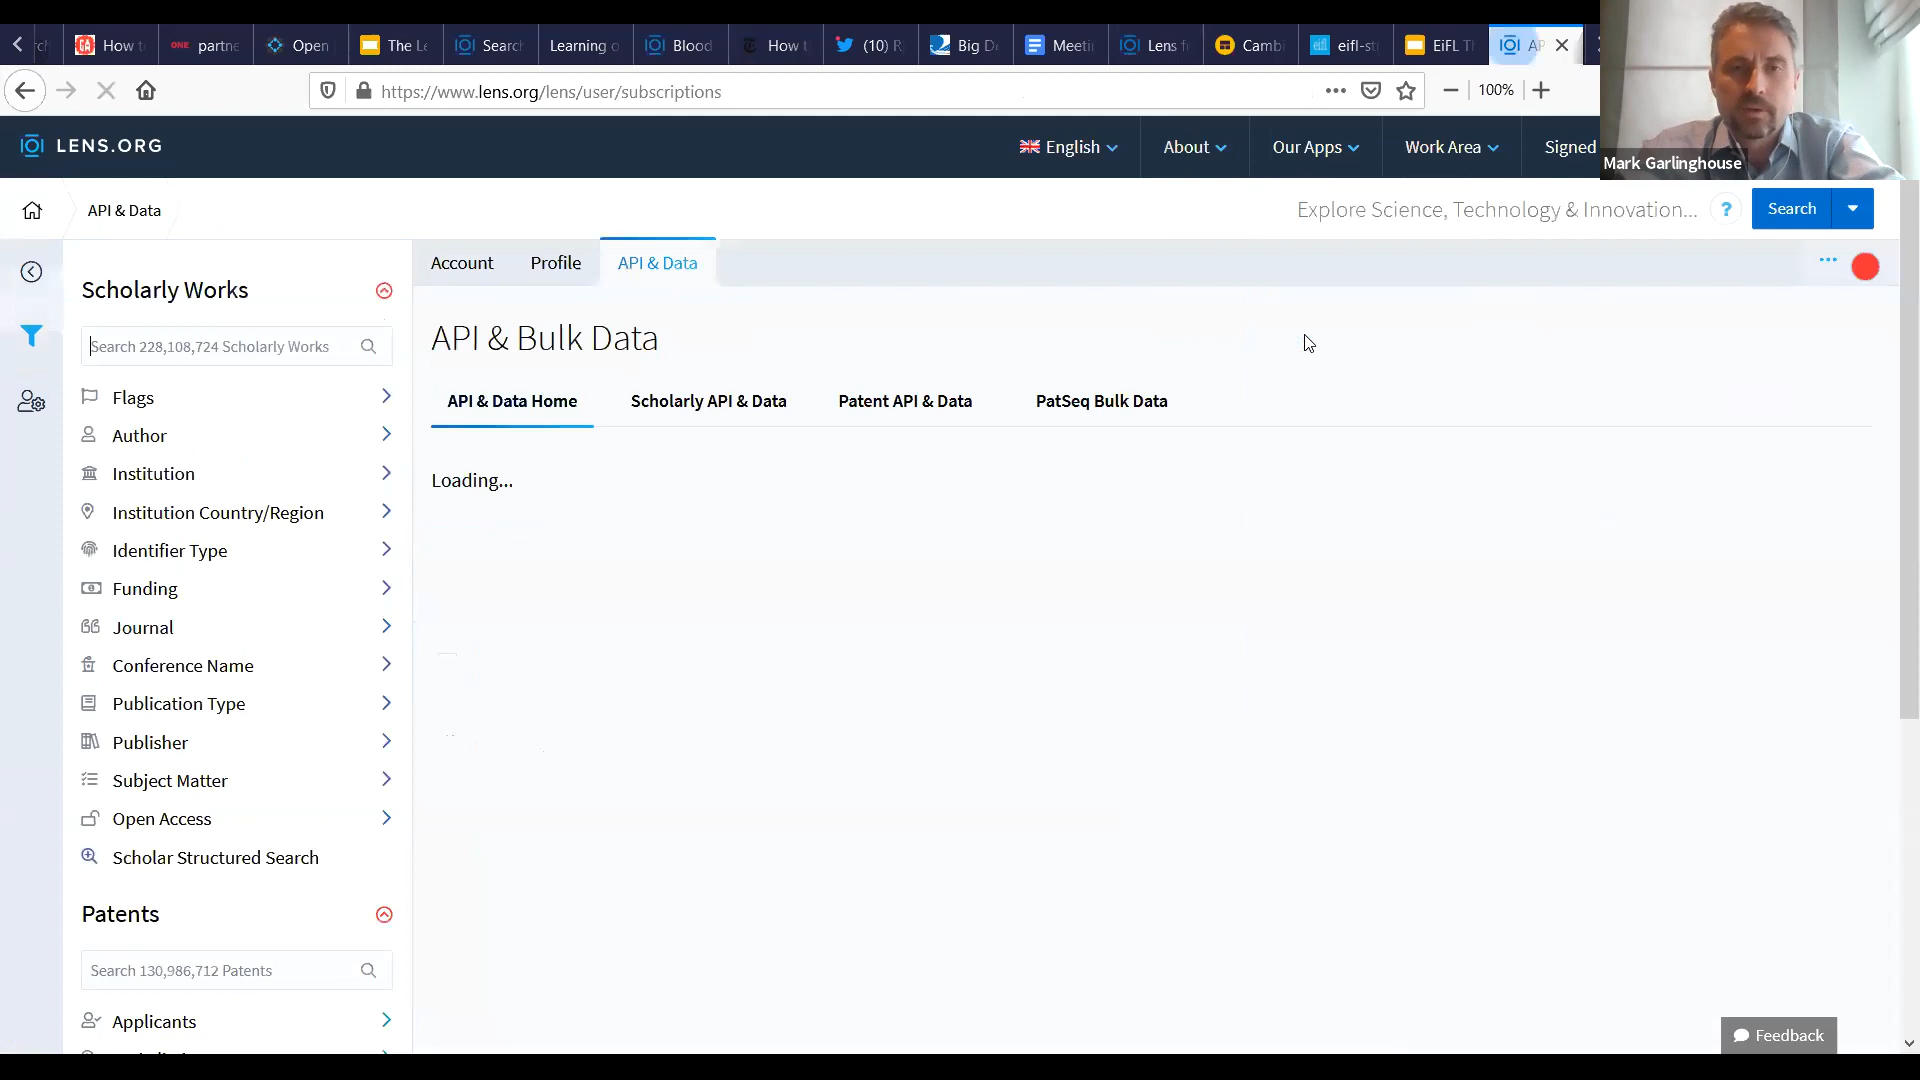 How t
ONE partne
Open
The Le
Search
Learning o
Blood
How t
(10) R
Big D
Meeti
Lens f
Cambi
eifl eifl-st
EiFL T
AP
https://www.lens.org/lens/user/subscriptions
100%
LENS.ORG
English
About
Our Apps
Work Area
Signed
Mark Garlinghouse
API & Data
Explore Science, Technology & Innovation...
?
Search
Account
Profile
API & Data
Scholarly Works
Search 228,108,724 Scholarly Works
Flags
Author
Institution
Institution Country/Region
Identifier Type
Funding
Journal
Conference Name
Publication Type
Publisher
Subject Matter
Open Access
Scholar Structured Search
Patents
Search 130,986,712 Patents
Applicants
API & Bulk Data
API & Data Home
Scholarly API & Data
Patent API & Data
PatSeq Bulk Data
Loading...
Feedback